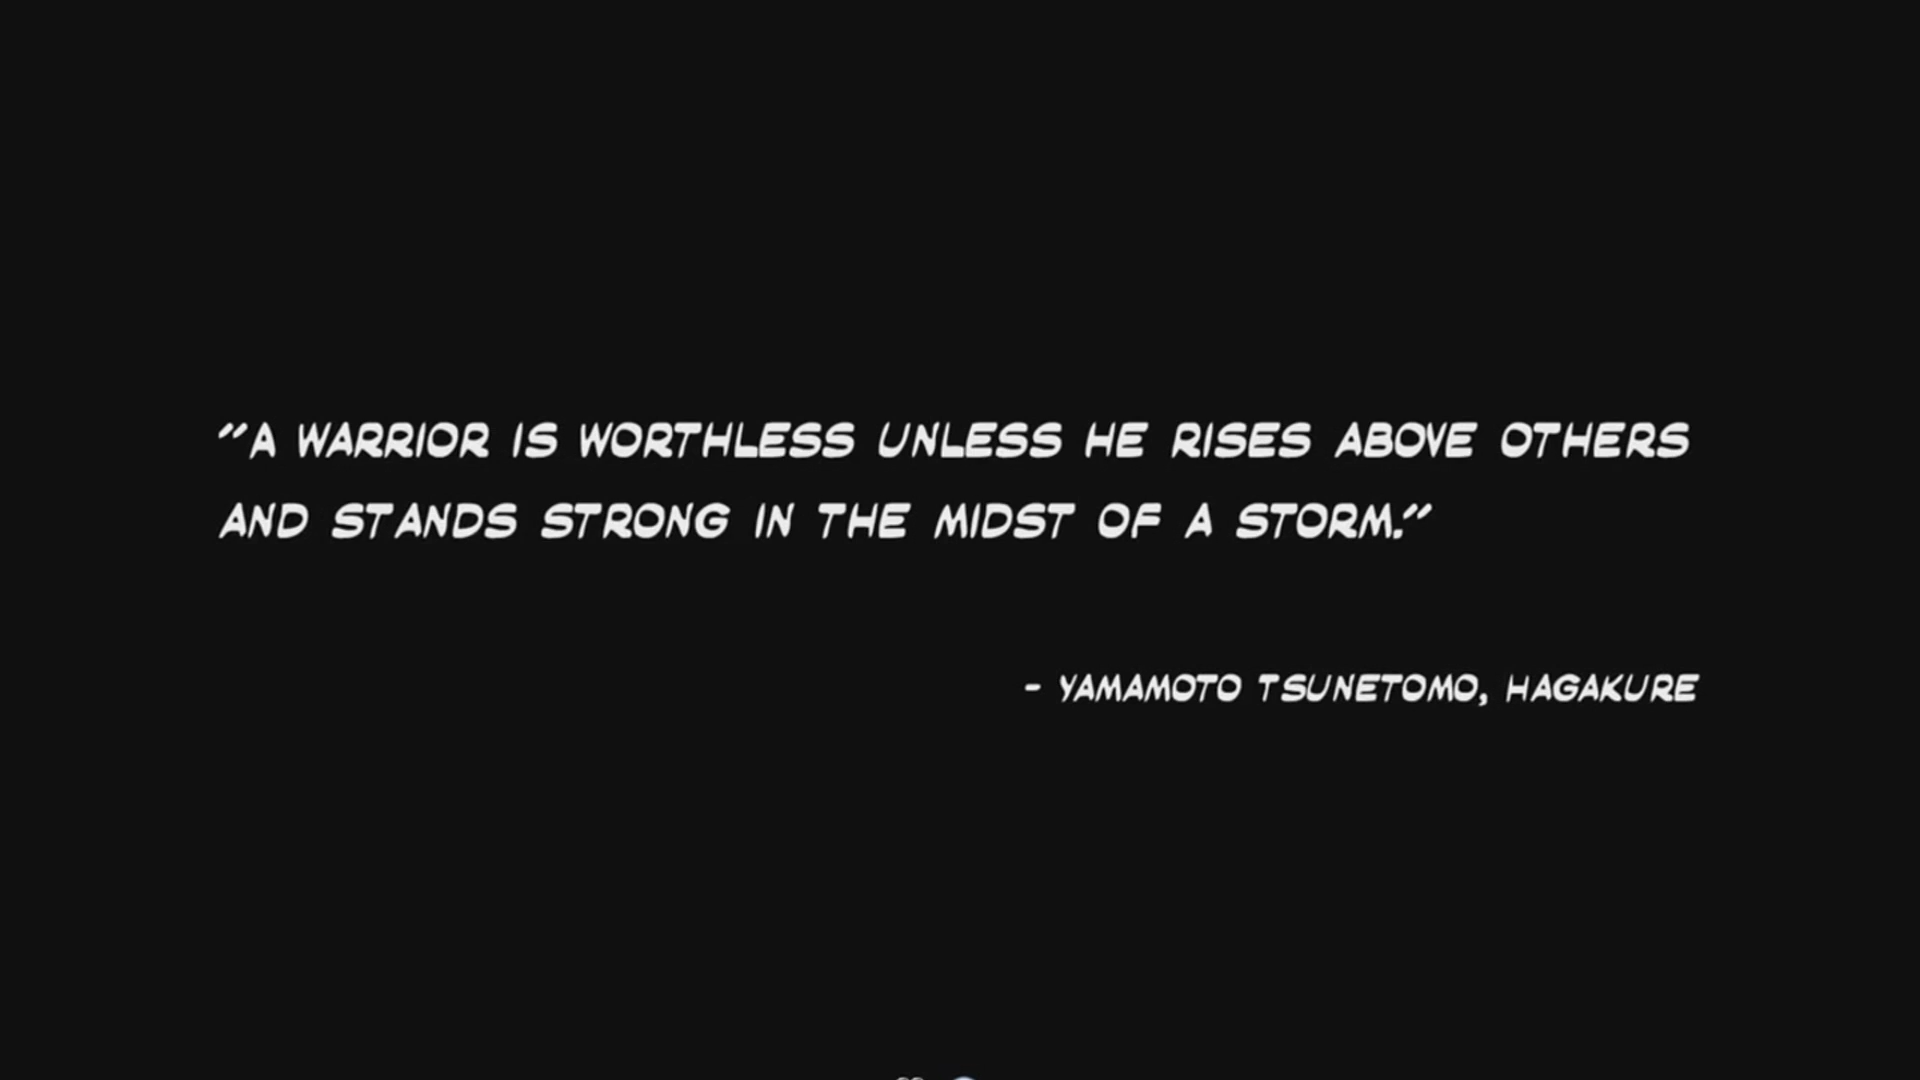 "A WARRIOR IS WORTHLESS UNLESS HE RISES ABOVE OTHERS
AND STANDS STRONG IN THE MIDST OF A STORM."
- YAMAMOTO TSUNETOMO, HAGAKURE